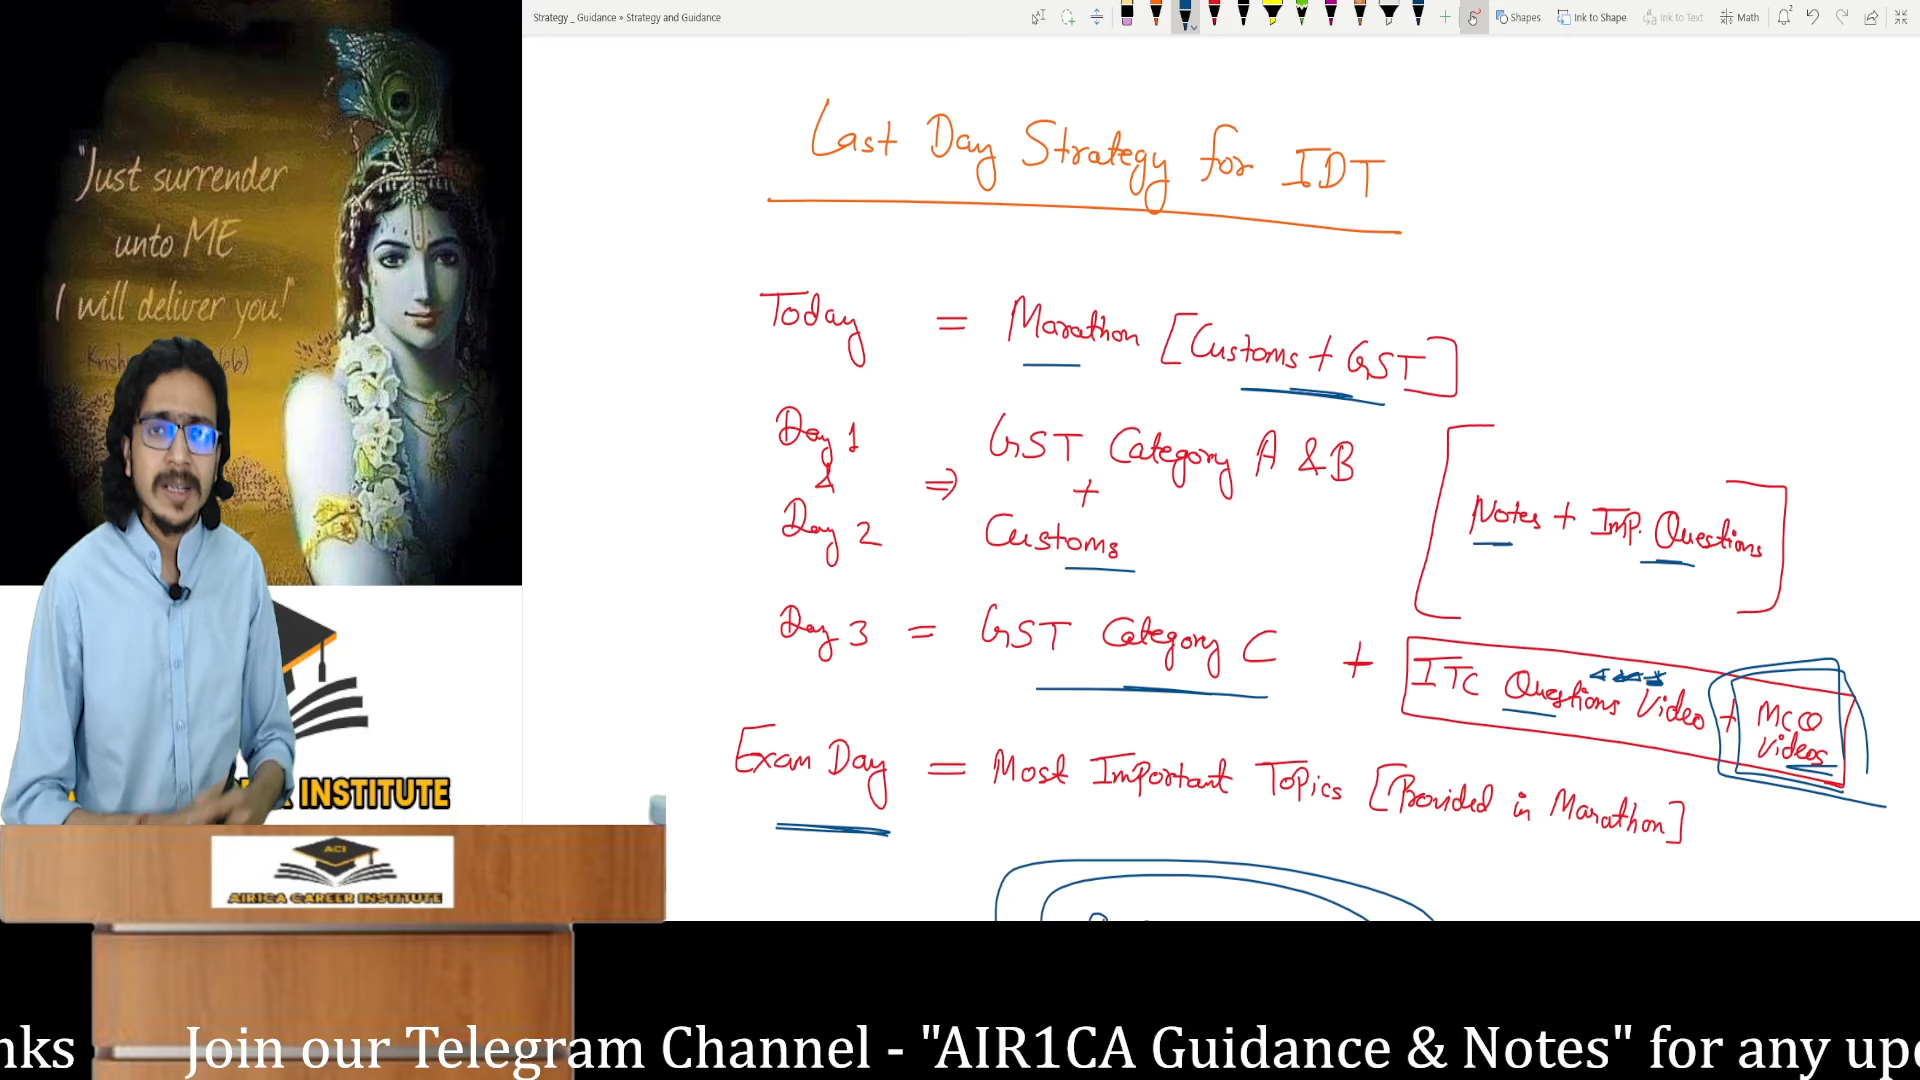 Strategy _ Guidance » Strategy and Guidance
Shapes
Ink to Shape
Ink to Text
Math
"Just surrender
unto ME
I will deliver you!"
Last Day Strategy for IDT
Today = Marathon [Customs + GST]
Day 1
&
Day 2
⇒ GST Category A & B
+
Customs
[Notes + Imp. Questions]
Day 3 = GST Category C + ITC Questions Video + MCQ
Videos
Exam Day = Most Important Topics [Provided in Marathon]
INSTITUTE
ACI
AIR1CA CAREER INSTITUTE
nks Join our Telegram Channel - "AIR1CA Guidance & Notes" for any up